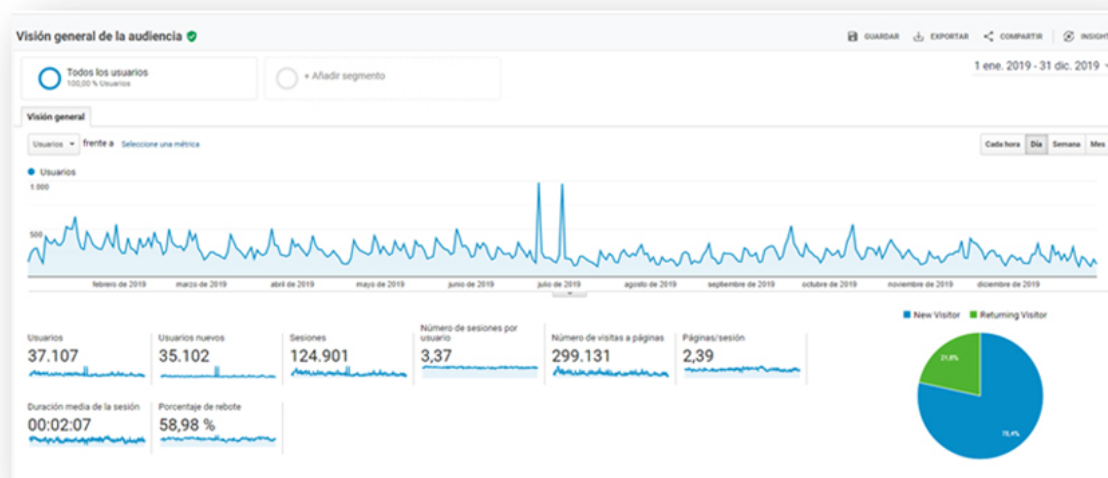 Visión general de la audiencia
GUARDAR EXPORTAR COMPARTIR INSIGHT
Todos los usuarios
100,00 % Usuarios
+ Añadir segmento
1 ene. 2019 - 31 dic. 2019
Visión general
Usuarios frente a Seleccione una métrica
Cada hora Día Semana Mes
Usuarios
1.000
500
febrero de 2019 marzo de 2019 abril de 2019 mayo de 2019 junio de 2019 julio de 2019 agosto de 2019 septiembre de 2019 octubre de 2019 noviembre de 2019 diciembre de 2019
New Visitor Returning Visitor
Usuarios
37.107
Usuarios nuevos
35.102
Sesiones
124.901
Número de sesiones por
usuario
3,37
Número de visitas a páginas
299.131
Páginas/sesión
2,39
Duración media de la sesión
00:02:07
Porcentaje de rebote
58,98 %
21,6%
78,4%